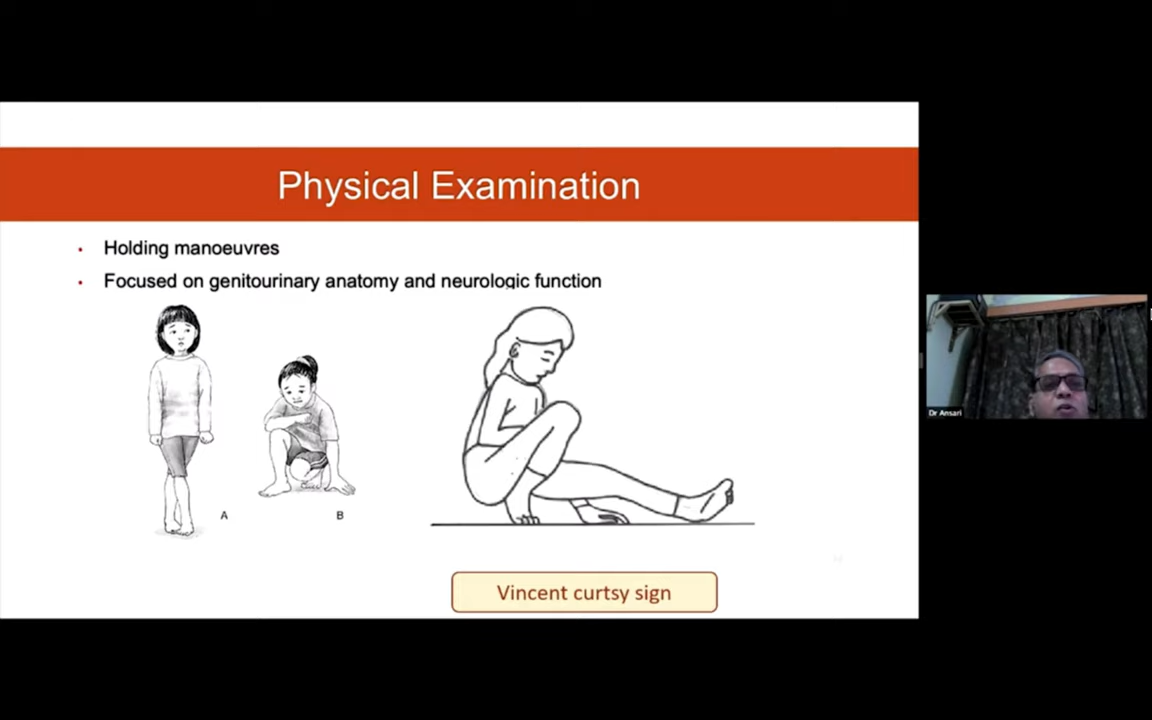 Physical Examination
Holding manoeuvres
Focused on genitourinary anatomy and neurologic function
A
B
Vincent curtsy sign
Dr Ansari